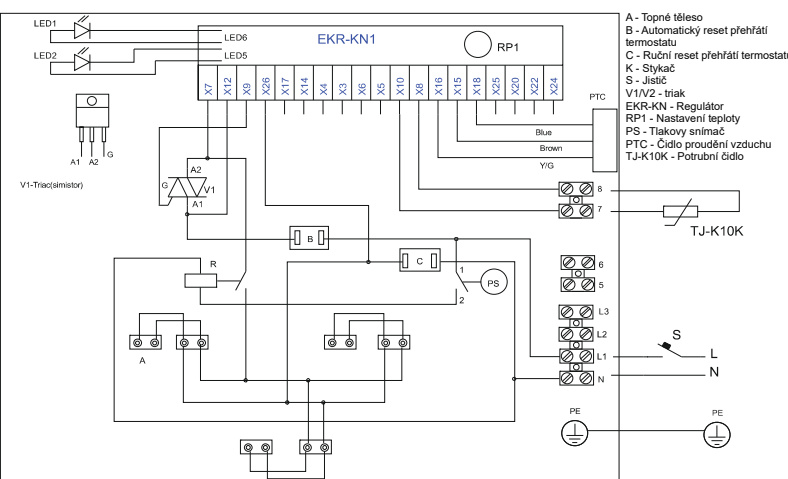 LED1
LED6
LED2
LED5
EKR-KN1
RP1
X7
X12
X9
X26
X17
X14
X4
X3
X6
X5
X10
X8
X16
X15
X18
X25
X20
X22
X24
PTC
Blue
Brown
Y/G
A - Topné těleso
B - Automatický reset přehřátí
termostatu
C - Ruční reset přehřátí termostatu
K - Stykač
S - Jistič
V1/V2 - triak
EKR-KN - Regulátor
RP1 - Nastavení teploty
PS - Tlakovy snímač
PTC - Čidlo proudění vzduchu
TJ-K10K - Potrubní čidlo
A1 A2 G
V1-Triac(simistor)
A2
G
V1
A1
8
7
TJ-K10K
B
C
R
1
PS
2
6
5
L3
L2
L1
N
S
L
N
A
PE
PE